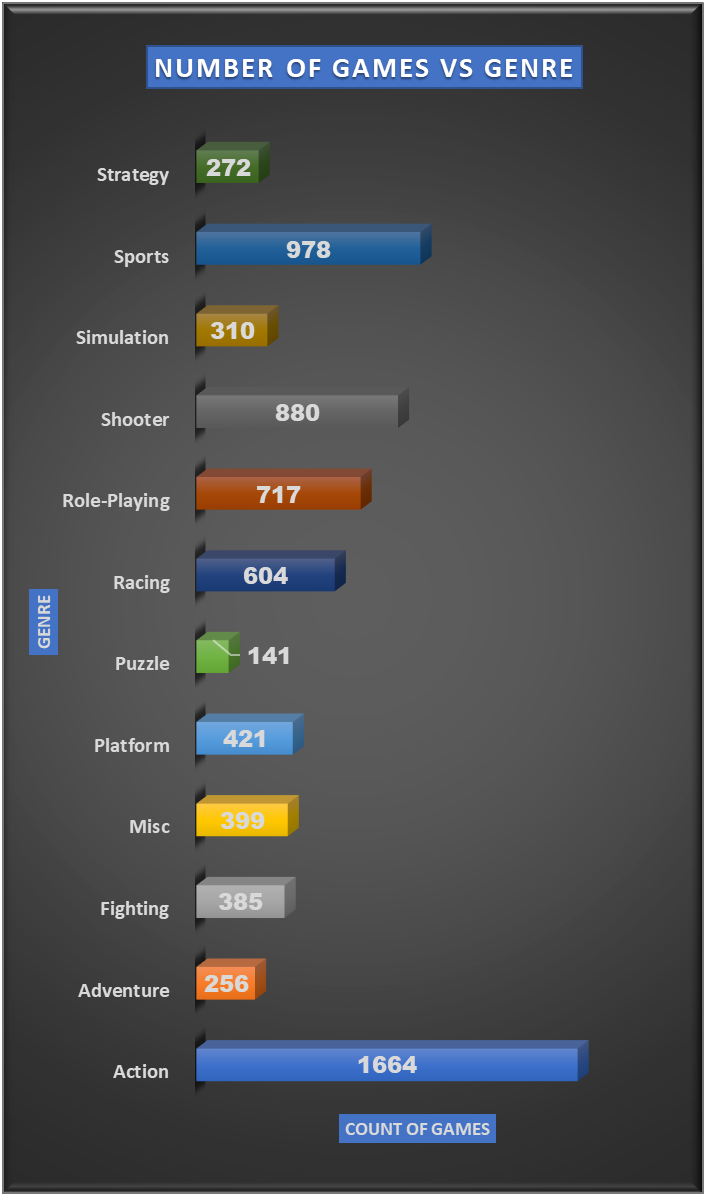 NUMBER OF GAMES VS GENRE
Strategy 272
Sports 978
Simulation 310
Shooter 880
Role-Playing 717
Racing 604
GENRE
Puzzle 141
Platform 421
Misc 399
Fighting 385
Adventure 256
Action 1664
COUNT OF GAMES